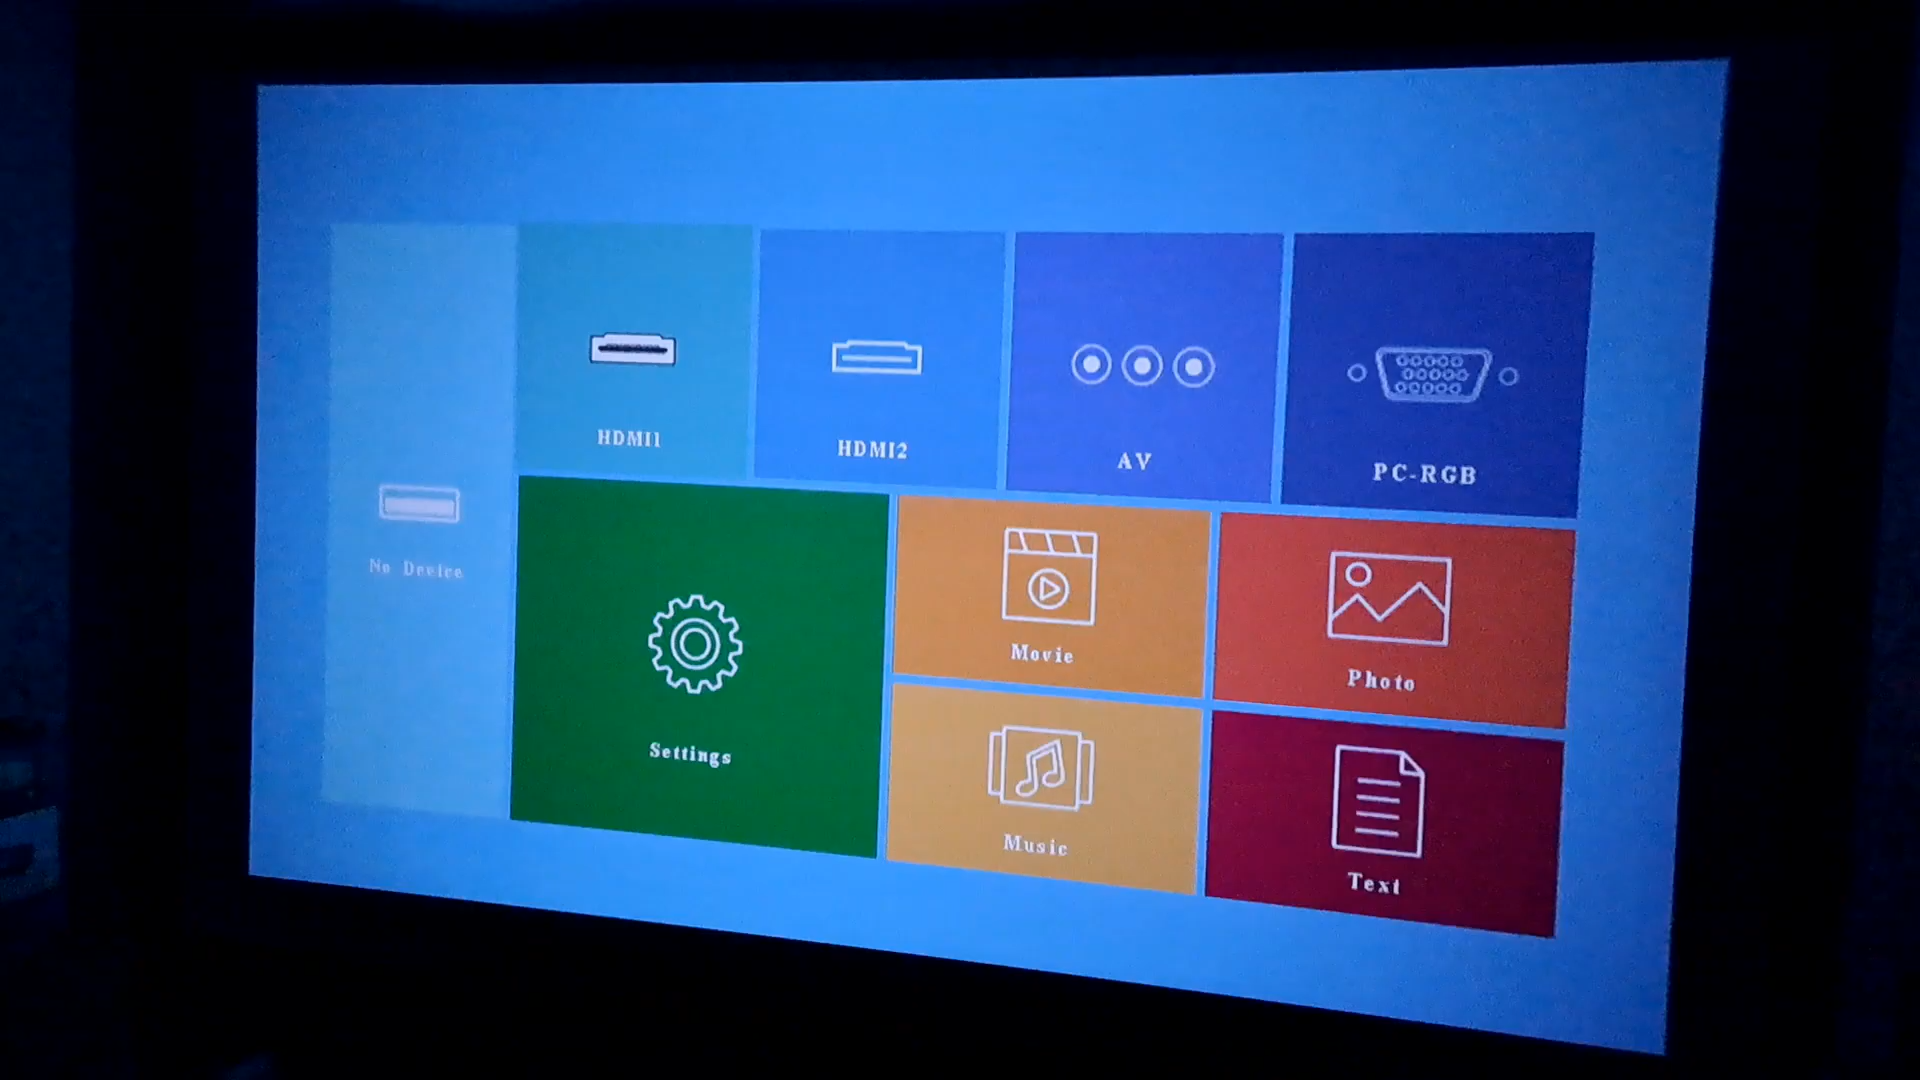 No Device
HDMI1
HDMI2
AV
PC-RGB
Settings
Movie
Photo
Music
Text